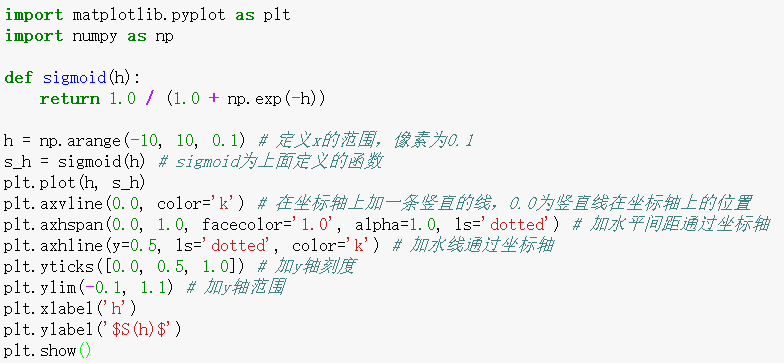 import matplotlib.pyplot as plt
import numpy as np
def sigmoid(h):
    return 1.0 / (1.0 + np.exp(-h))
h = np.arange(-10, 10, 0.1) # 定义x的范围，像素为0.1
s_h = sigmoid(h) # sigmoid为上面定义的函数
plt.plot(h, s_h)
plt.axvline(0.0, color='k') # 在坐标轴上加一条竖直的线，0.0为竖直线在坐标轴上的位置
plt.axhspan(0.0, 1.0, facecolor='1.0', alpha=1.0, ls='dotted') # 加水平间距通过坐标轴
plt.axhline(y=0.5, ls='dotted', color='k') # 加水线通过坐标轴
plt.yticks([0.0, 0.5, 1.0]) # 加y轴刻度
plt.ylim(-0.1, 1.1) # 加y轴范围
plt.xlabel('h')
plt.ylabel('$S(h)$')
plt.show()